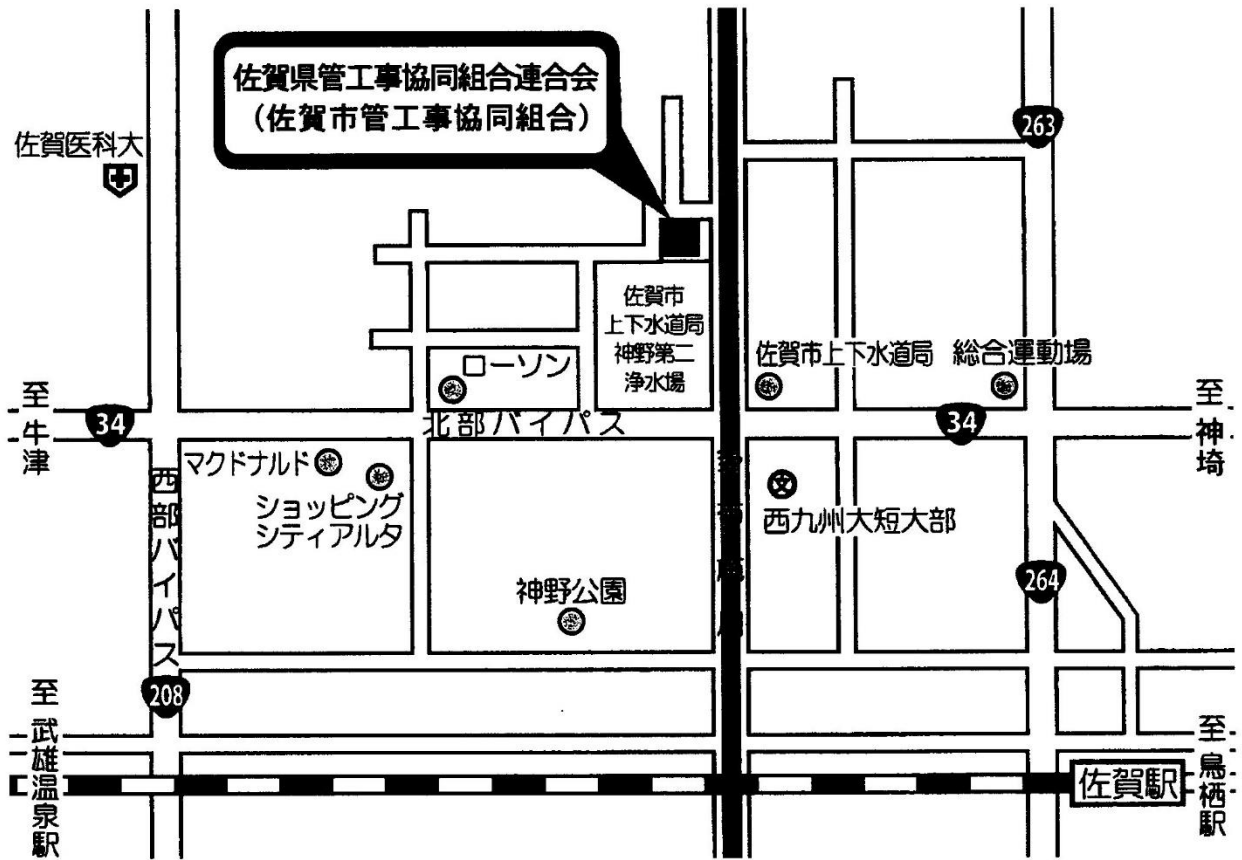 佐賀県管工事協同組合連合会
（佐賀市管工事協同組合）
佐賀医科大
263
佐賀市
上下水道局
神野第二
浄水場
佐賀市上下水道局
総合運動場
ローソン
至牛津
34
北部バイパス
34
至神埼
マクドナルド
ショッピング
シティアルタ
西部バイパス
西九州大短大部
264
神野公園
208
至武雄温泉駅
佐賀駅
至鳥栖駅